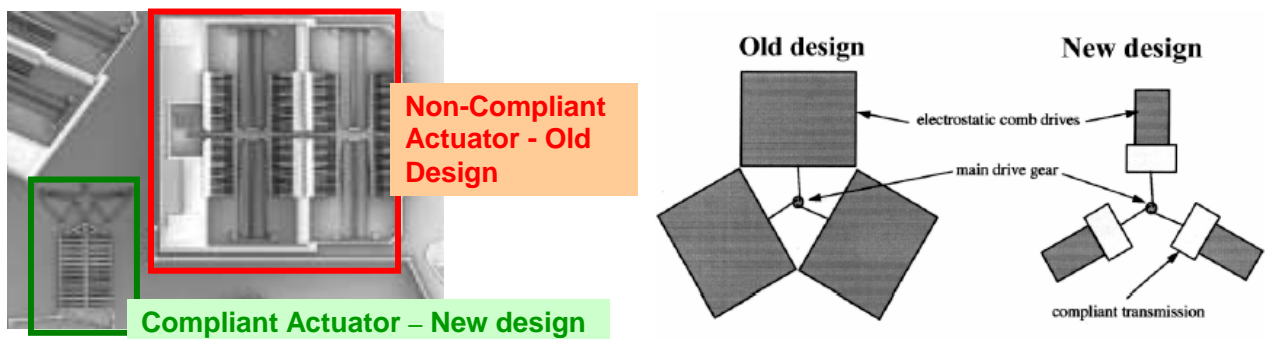 Non-Compliant
Actuator - Old
Design
Compliant Actuator – New design
Old design
New design
electrostatic comb drives
main drive gear
compliant transmission